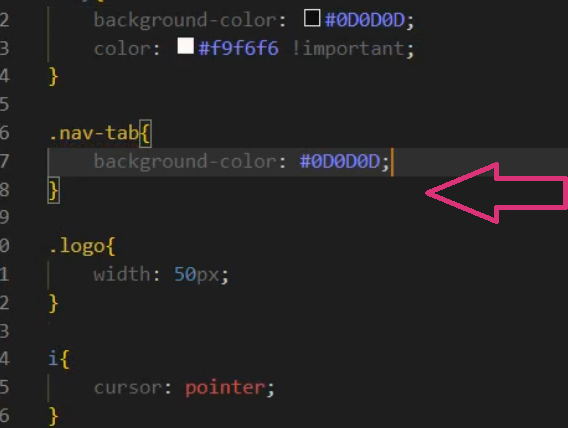 2 background-color: #0D0D0D;
3 color: #f9f6f6 !important;
4 }
5
6 .nav-tab{
7 background-color: #0D0D0D;
8 }
9
0 .logo{
1 width: 50px;
2 }
3
4 i{
5 cursor: pointer;
6 }